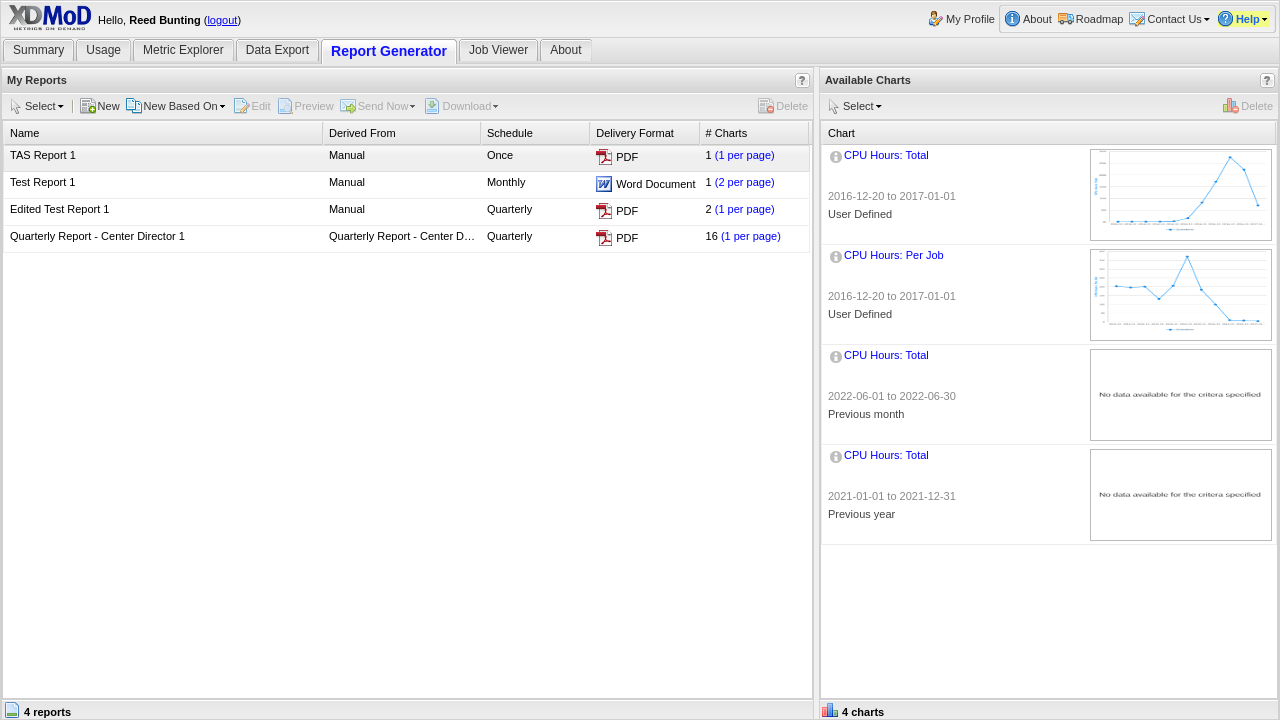 XDMoD
METRICS ON DEMAND
Hello, Reed Bunting (logout)
My Profile
About
Roadmap
Contact Us
Help
Summary
Usage
Metric Explorer
Data Export
Report Generator
Job Viewer
About
My Reports
?
Select
New
New Based On
Edit
Preview
Send Now
Download
Delete
Name Derived From Schedule Delivery Format # Charts
TAS Report 1 Manual Once PDF 1 (1 per page)
Test Report 1 Manual Monthly Word Document 1 (2 per page)
Edited Test Report 1 Manual Quarterly PDF 2 (1 per page)
Quarterly Report - Center Director 1 Quarterly Report - Center D... Quarterly PDF 16 (1 per page)
4 reports
Available Charts
?
Select
Delete
Chart
CPU Hours: Total
2016-12-20 to 2017-01-01
User Defined
CPU Hours: Per Job
2016-12-20 to 2017-01-01
User Defined
CPU Hours: Total
2022-06-01 to 2022-06-30
Previous month
No data available for the critera specified
CPU Hours: Total
2021-01-01 to 2021-12-31
Previous year
No data available for the critera specified
4 charts